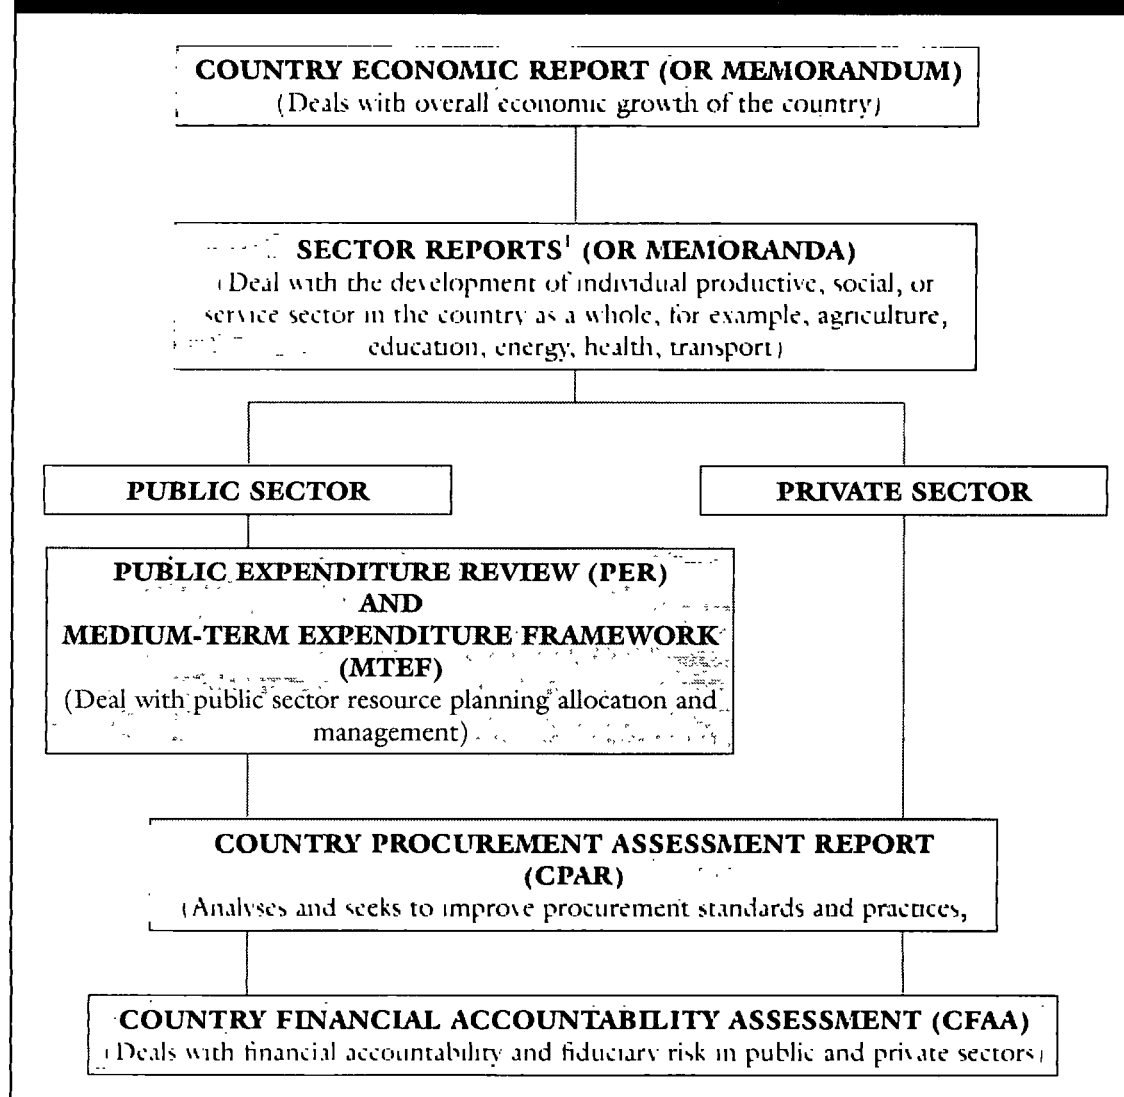 COUNTRY ECONOMIC REPORT (OR MEMORANDUM)
(Deals with overall economic growth of the country)
SECTOR REPORTS¹ (OR MEMORANDA)
(Deal with the development of individual productive, social, or
service sector in the country as a whole, for example, agriculture,
education, energy, health, transport)
PUBLIC SECTOR
PRIVATE SECTOR
PUBLIC EXPENDITURE REVIEW (PER)
AND
MEDIUM-TERM EXPENDITURE FRAMEWORK
(MTEF)
(Deal with public sector resource planning allocation and
management)
COUNTRY PROCUREMENT ASSESSMENT REPORT
(CPAR)
(Analyses and seeks to improve procurement standards and practices,
COUNTRY FINANCIAL ACCOUNTABILITY ASSESSMENT (CFAA)
(Deals with financial accountability and fiduciary risk in public and private sectors)